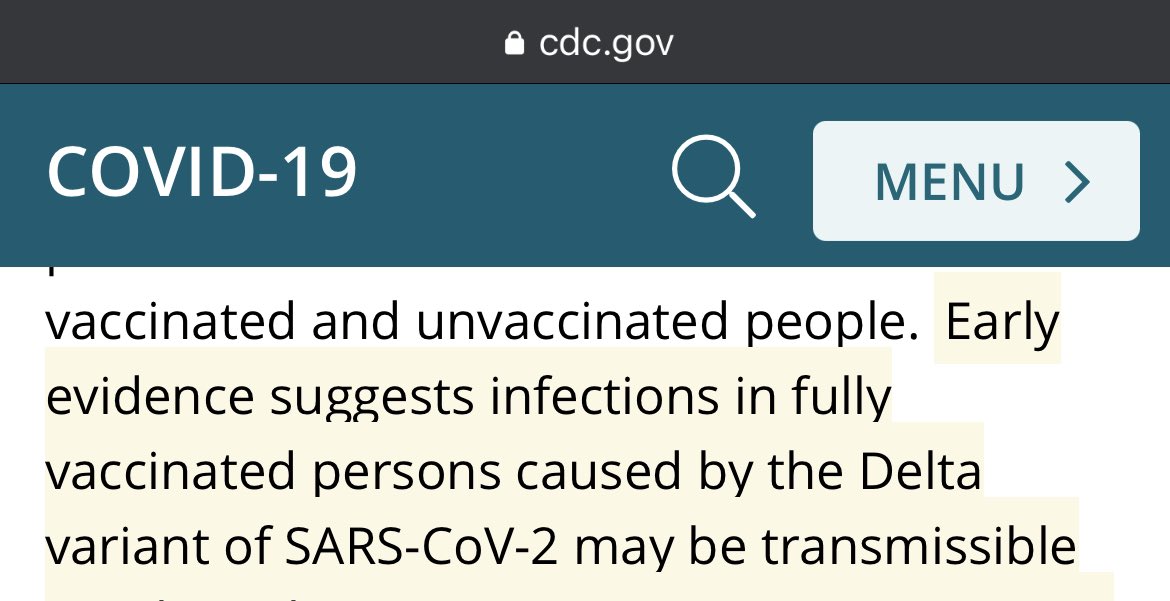 cdc.gov
COVID-19
MENU
vaccinated and unvaccinated people. Early
evidence suggests infections in fully
vaccinated persons caused by the Delta
variant of SARS-CoV-2 may be transmissible